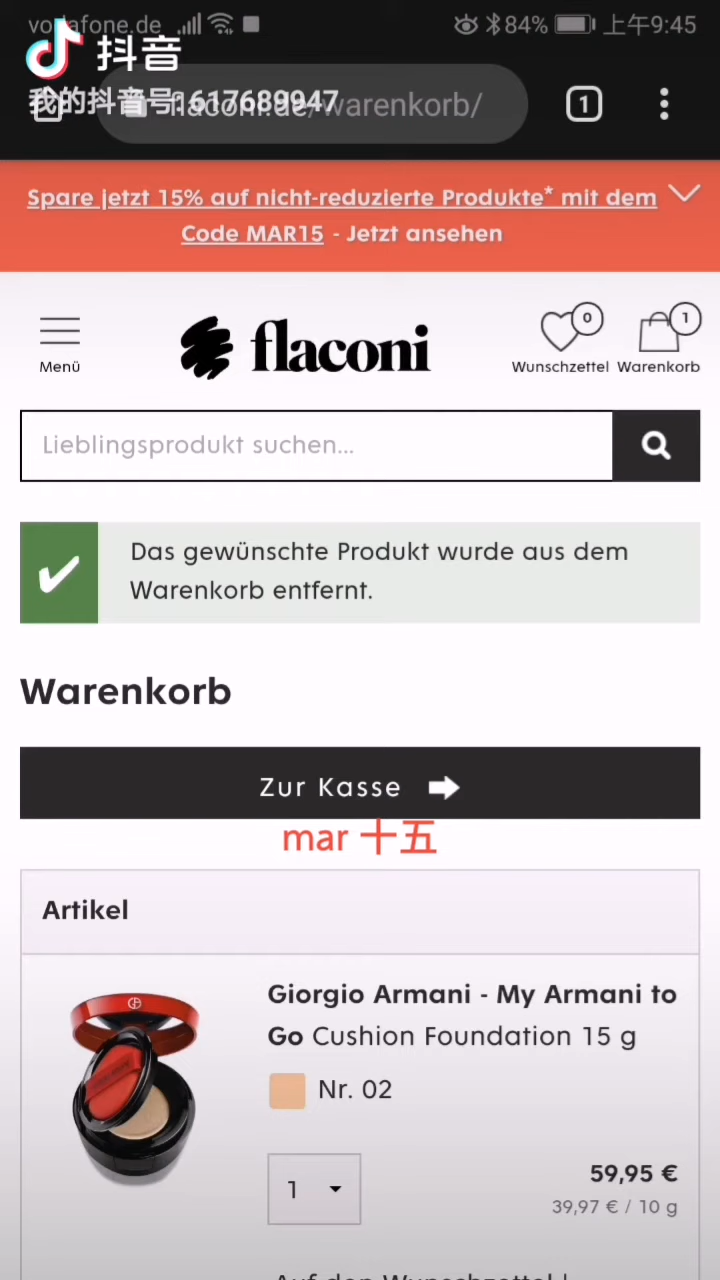 vodafone.de 84% 上午9:45
抖音
我的抖音号: 617689947
flaconi.de/warenkorb/
1
Spare jetzt 15% auf nicht-reduzierte Produkte* mit dem
Code MAR15 - Jetzt ansehen
Menü
flaconi
0
Wunschzettel
1
Warenkorb
Lieblingsprodukt suchen...
Das gewünschte Produkt wurde aus dem
Warenkorb entfernt.
Warenkorb
Zur Kasse
mar 十五
Artikel
Giorgio Armani - My Armani to
Go Cushion Foundation 15 g
Nr. 02
1
59,95 €
39,97 € / 10 g
Auf den Wunschzettel |